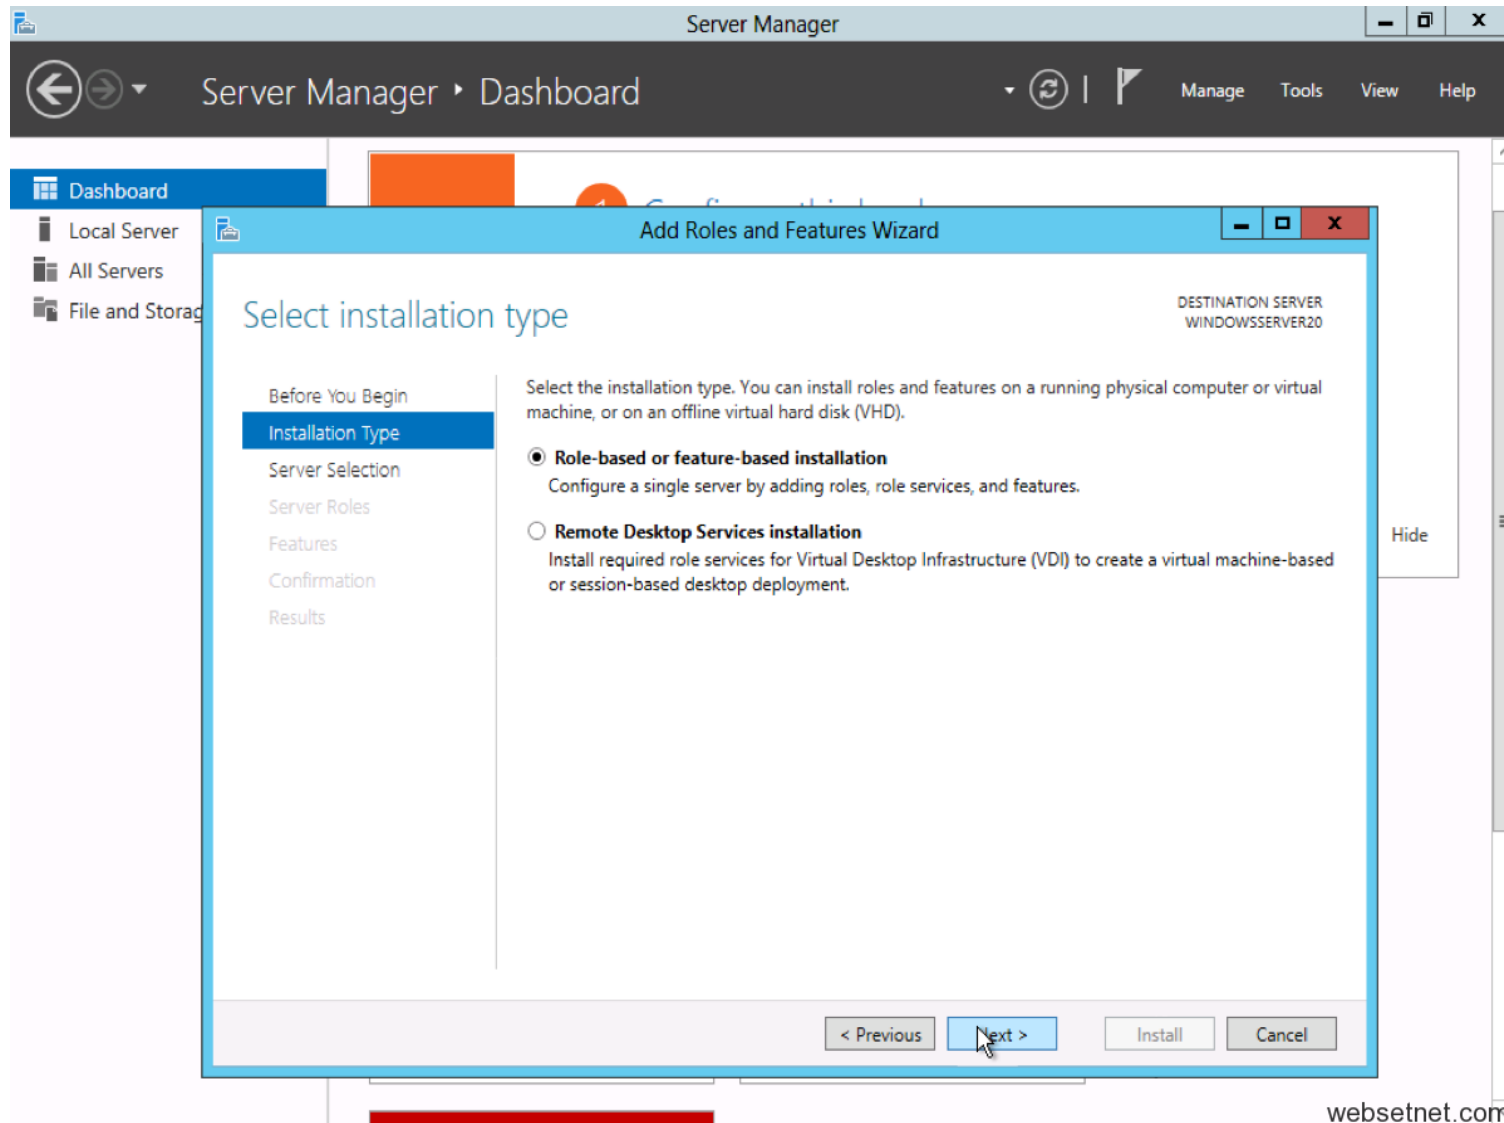 Server Manager
Server Manager
Dashboard
Manage
Tools
View
Help
Dashboard
Local Server
All Servers
File and Storag
Add Roles and Features Wizard
Select installation type
DESTINATION SERVER
WINDOWSSERVER20
Before You Begin
Installation Type
Server Selection
Server Roles
Features
Confirmation
Results
Select the installation type. You can install roles and features on a running physical computer or virtual
machine, or on an offline virtual hard disk (VHD).
Role-based or feature-based installation
Configure a single server by adding roles, role services, and features.
Remote Desktop Services installation
Install required role services for Virtual Desktop Infrastructure (VDI) to create a virtual machine-based
or session-based desktop deployment.
Hide
< Previous
Next >
Install
Cancel
websetnet.com